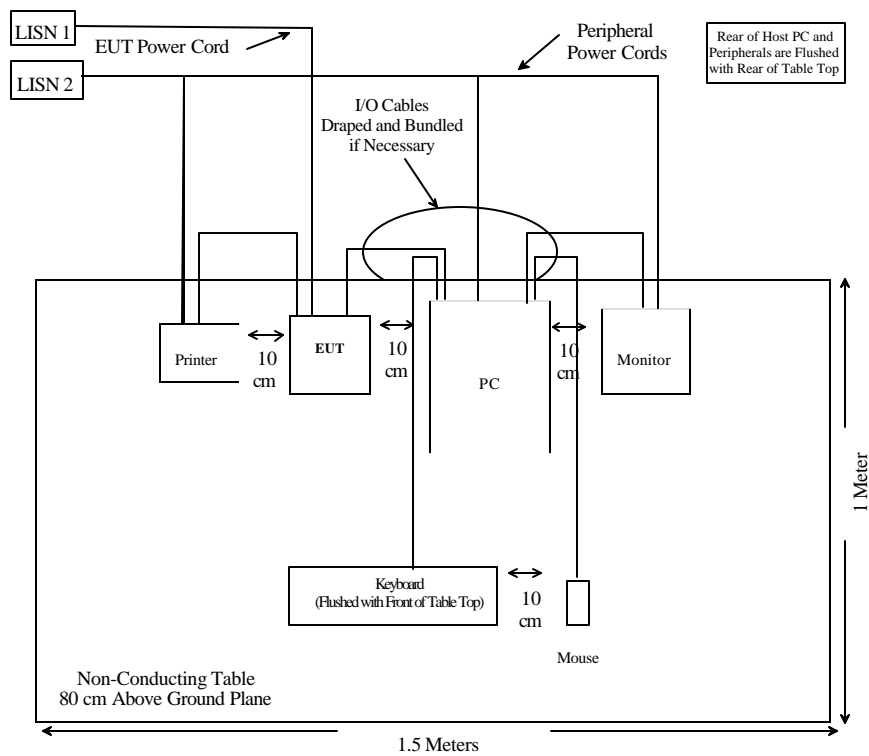 LISN 1
EUT Power Cord
LISN 2
Peripheral
Power Cords
Rear of Host PC and
Peripherals are Flushed
with Rear of Table Top
I/O Cables
Draped and Bundled
if Necessary
Printer
10
cm
EUT
10
cm
PC
10
cm
Monitor
1 Meter
Keyboard
(Flushed with Front of Table Top)
10
cm
Mouse
Non-Conducting Table
80 cm Above Ground Plane
1.5 Meters